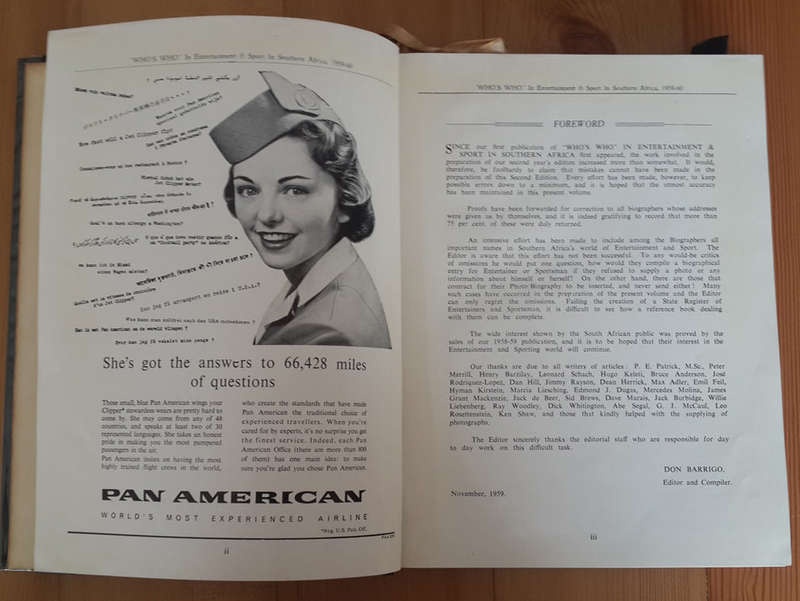 "WHO'S WHO" In Entertainment & Sport In Southern Africa, 1959-60
How fast will a Jet Clipper fly?
Connaissez-vous un bon restaurant à
She's got the answers to 66,428 miles
of questions
Those small, blue Pan American wings your
Clipper* stewardess wears are pretty hard to
come by. She may come from any of 48
countries, and speaks at least two of 30
represented languages. She takes an honest
pride in making you the most pampered
passengers in the air.
Pan American insists on having the most
highly trained flight crews in the world,
who create the standards that have made
Pan American the traditional choice of
experienced travellers. When you're
cared for by experts, it's no surprise you get
the finest service. Indeed, each Pan
American Office (there are more than 800
of them) has one main idea: to make
sure you're glad you chose Pan American.
PAN AMERICAN
WORLD'S MOST EXPERIENCED AIRLINE
*Reg. U.S. Pat. Off.
ii
"WHO'S WHO" In Entertainment & Sport In Southern Africa, 1959-60
FOREWORD
SINCE our first publication of "WHO'S WHO" IN ENTERTAINMENT &
SPORT IN SOUTHERN AFRICA first appeared, the work involved in the
preparation of our second year's edition increased more than somewhat. It would,
therefore, be foolhardy to claim that mistakes cannot have been made in the
preparation of this Second Edition. Every effort has been made, however, to keep
possible errors down to a minimum, and it is hoped that the utmost accuracy
has been maintained in this present volume.
Proofs have been forwarded for correction to all biographers whose addresses
were given us by themselves, and it is indeed gratifying to record that more than
75 per cent. of these were duly returned.
An intensive effort has been made to include among the Biographers all
important names in Southern Africa's world of Entertainment and Sport. The
Editor is aware that this effort has not been successful. To any would-be critics
of omissions he would put one question, how would they compile a biographical
entry for Entertainer or Sportsman if they refused to supply a photo or any
information about himself or herself? On the other hand, there are those that
contract for their Photo-Biography to be inserted, and never send either! Many
such cases have occurred in the preparation of the present volume and the Editor
can only regret the omissions. Failing the creation of a State Register of
Entertainers and Sportsmen, it is difficult to see how a reference book dealing
with them can be complete.
The wide interest shown by the South African public was proved by the
sales of our 1958-59 publication, and it is to be hoped that their interest in the
Entertainment and Sporting world will continue.
Our thanks are due to all writers of articles: P. E. Patrick, M.Sc., Peter
Merrill, Henry Barzilay, Leonard Schach, Hugo Keleti, Bruce Anderson, José
Rodriquez-Lopez, Dan Hill, Jimmy Rayson, Dean Herrick, Max Adler, Emil Feil,
Hyman Kirstein, Marcia Liesching, Edmond J. Dugas, Mercedes Molina, James
Grant Mackenzie, Jack de Beer, Sid Brews, Dave Marais, Jack Burbidge, Willie
Liebenberg, Ray Woodley, Dick Whitington, Abe Segal, G. J. McCaul, Leo
Rosettenstein, Ken Shaw, and those that kindly helped with the supplying of
photographs.
The Editor sincerely thanks the editorial staff who are responsible for day
to day work on this difficult task.
DON BARRIGO,
Editor and Compiler.
November, 1959.
iii